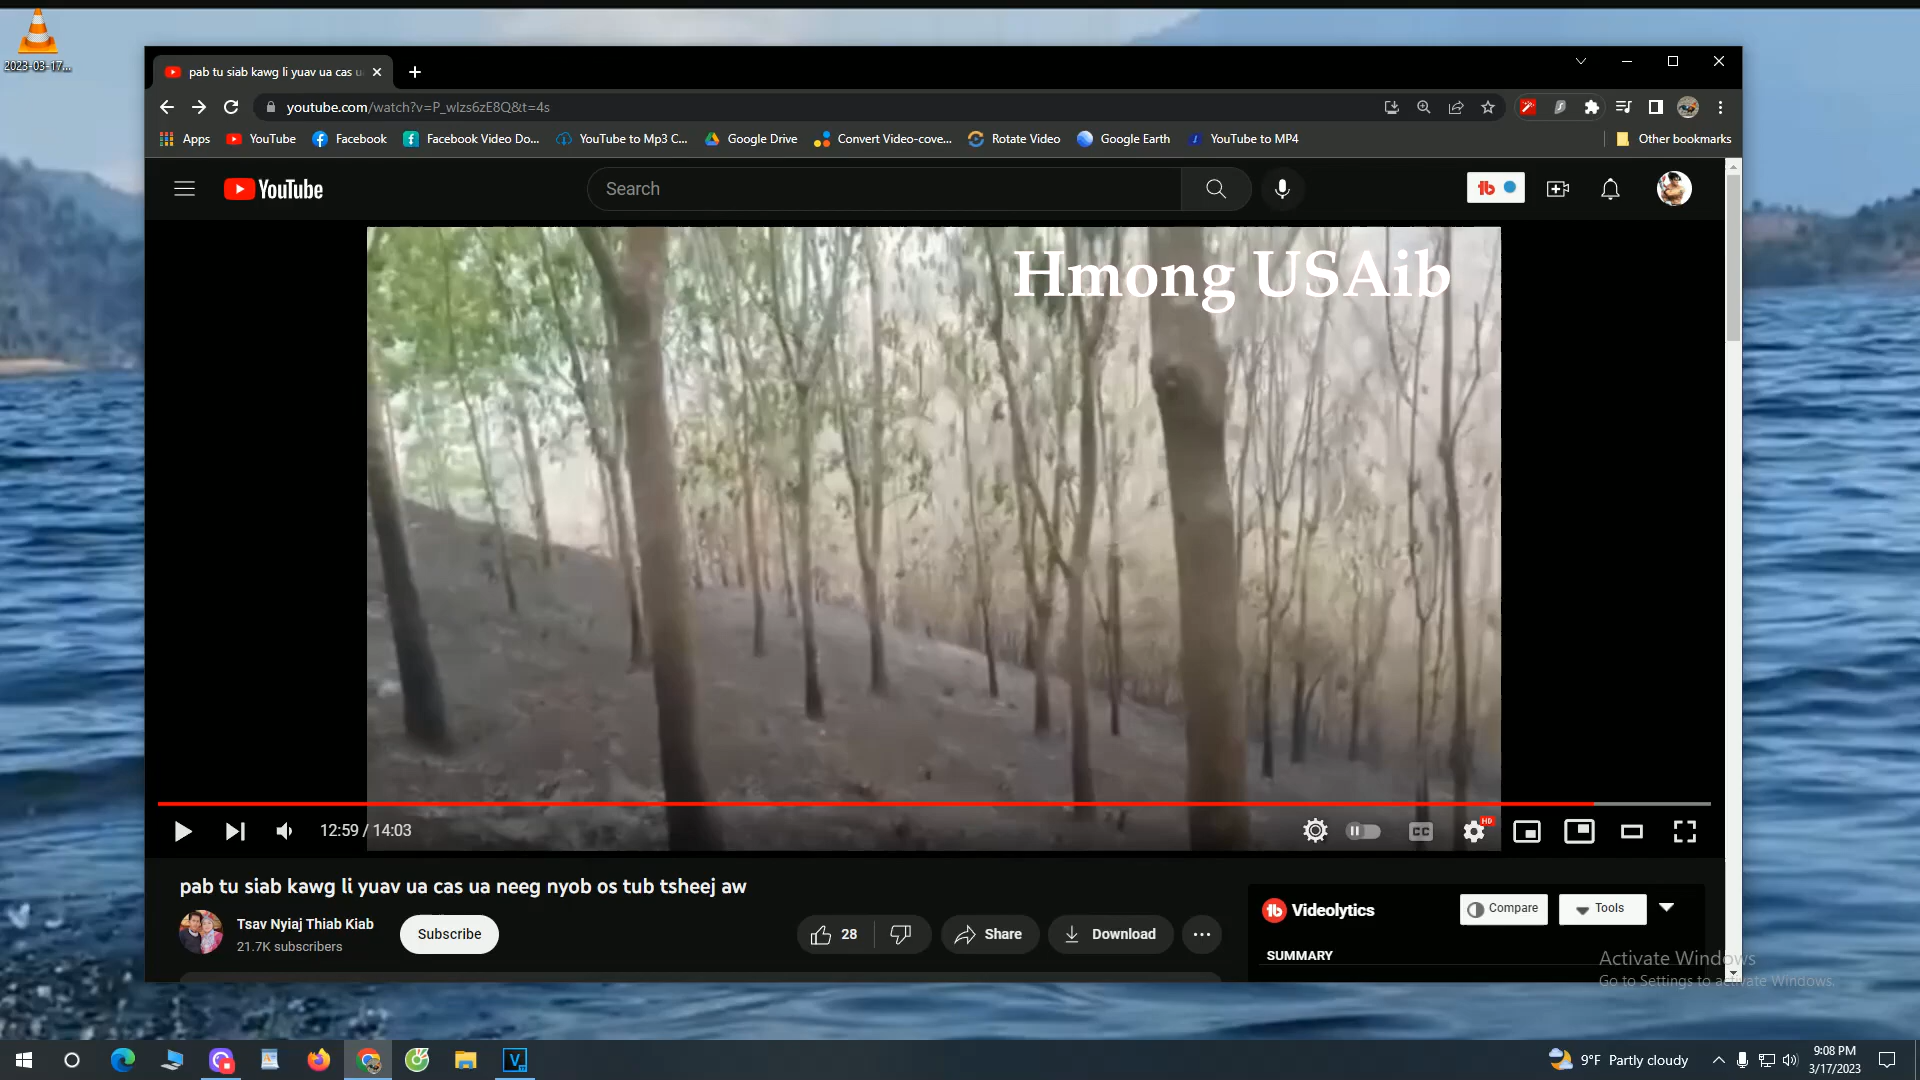 2023-03-17...
pab tu siab kawg li yuav ua cas u
youtube.com/watch?v=P_wlzs6zE8Q&t=4s
Apps YouTube Facebook Facebook Video Do... YouTube to Mp3 C... Google Drive Convert Video-cove... Rotate Video Google Earth YouTube to MP4 Other bookmarks
YouTube Search
Hmong USAib
12:59 / 14:03 CC HD
pab tu siab kawg li yuav ua cas ua neeg nyob os tub tsheej aw
Tsav Nyiaj Thiab Kiab
21.7K subscribers
Subscribe
28 Share Download
Videolytics Compare Tools
SUMMARY
Activate Windows
Go to Settings to activate Windows.
9°F Partly cloudy
9:08 PM
3/17/2023